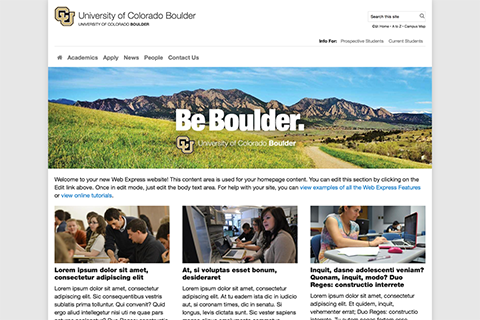 University of Colorado Boulder
UNIVERSITY OF COLORADO BOULDER
Search this site
CU: Home • A to Z • Campus Map
Info For: Prospective Students Current Students
Academics Apply News People Contact Us
Be Boulder.
University of Colorado Boulder
Welcome to your new Web Express website! This content area is used for your homepage content. You can edit this section by clicking on the
Edit link above. Once in edit mode, just edit the body text area. For help with your site, you can view examples of all the Web Express Features
or view online tutorials.
Lorem ipsum dolor sit amet,
consectetur adipiscing elit
Lorem ipsum dolor sit amet, consectetur
adipiscing elit. Sic consequentibus vestris
sublatis prima tolluntur. Qui convenit? Quid
ergo aliud intellegetur nisi uti ne quae pars
At, si voluptas esset bonum,
desideraret
Lorem ipsum dolor sit amet, consectetur
adipiscing elit. At tu eadem ista dic in iudicio
aut, si coronam times, dic in senatu. Si
longus, levis dictata sunt. Sic vester sapiens
Inquit, dasne adolescenti veniam?
Quonam, inquit, modo? Duo
Reges: constructio interrete
Lorem ipsum dolor sit amet, consectetur
adipiscing elit. Quonam, inquit,
vehementer errat; Duo Reges: constructio